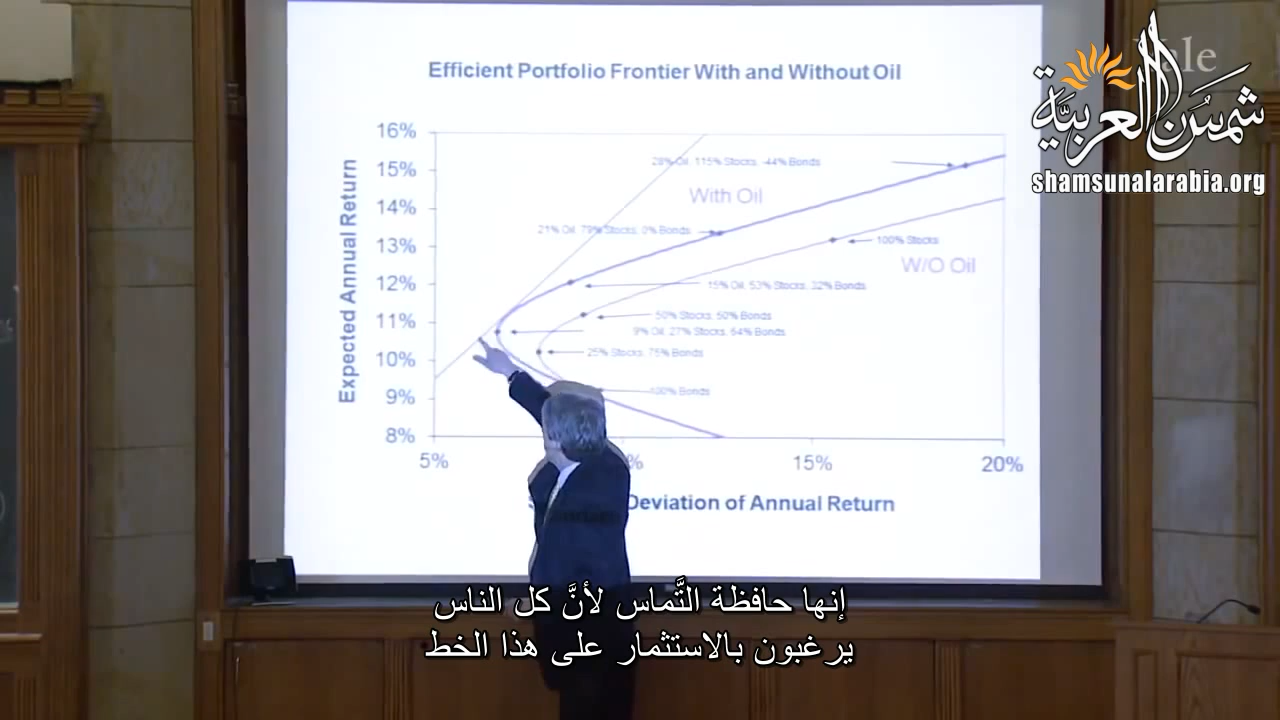 Yale
شمس العربية
shamsunalarabia.org
Efficient Portfolio Frontier With and Without Oil
Expected Annual Return
16%
15%
14%
13%
12%
11%
10%
9%
8%
28% Oil, 115% Stocks, -44% Bonds
With Oil
21% Oil, 79% Stocks, 0% Bonds
100% Stocks
W/O Oil
15% Oil, 53% Stocks, 32% Bonds
50% Stocks, 50% Bonds
9% Oil, 27% Stocks, 64% Bonds
25% Stocks, 75% Bonds
100% Bonds
5%
15%
20%
Deviation of Annual Return
إنها حافظة التَّماس لأنَّ كل الناس
يرغبون بالاستثمار على هذا الخط